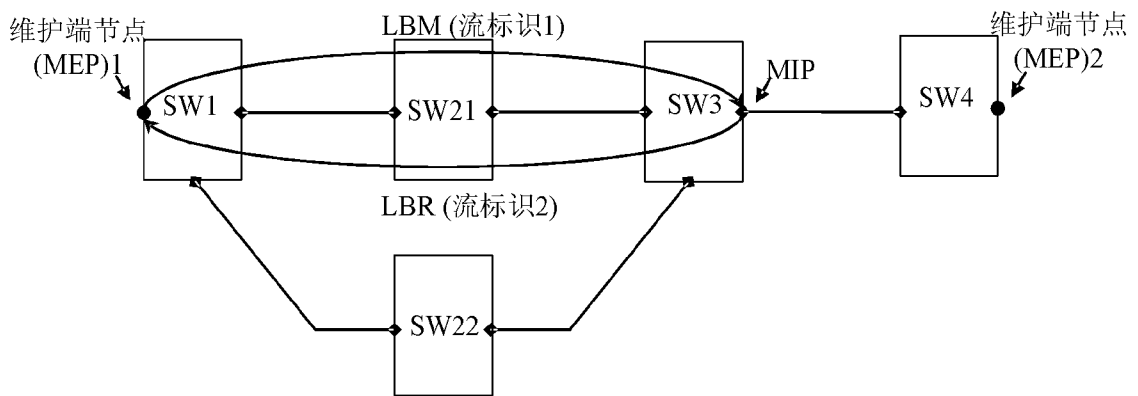 维护端节点
(MEP)1
LBM (流标识1)
维护端节点
(MEP)2
MIP
SW1
SW21
SW3
SW4
LBR (流标识2)
SW22